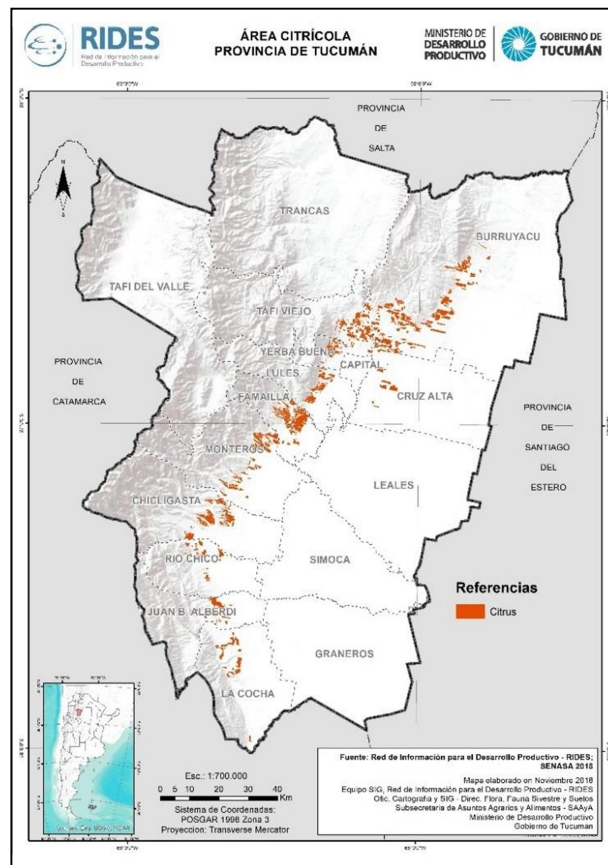 RIDES
Red de Información para el
Desarrollo Productivo
ÁREA CITRÍCOLA
PROVINCIA DE TUCUMÁN
MINISTERIO DE
DESARROLLO
PRODUCTIVO
GOBIERNO DE
TUCUMÁN
PROVINCIA
DE
SALTA
TRANCAS
BURRUYACU
TAFI DEL VALLE
TAFI VIEJO
YERBA BUENA
CAPITAL
LULES
PROVINCIA
DE
CATAMARCA
FAMAILLA
CRUZ ALTA
PROVINCIA
DE
SANTIAGO
DEL
ESTERO
MONTEROS
LEALES
CHICLIGASTA
RIO CHICO
SIMOCA
Referencias
Citrus
JUAN B. ALBERDI
GRANEROS
LA COCHA
Esc.: 1:700.000
0 5 10 20 30 40
Km
Sistema de Coordenadas:
POSGAR 1998 Zona 3
Proyeccion: Transverse Mercator
Fuente: Red de Información para el Desarrollo Productivo - RIDES;
SENASA 2018
Mapa elaborado en Noviembre 2018
Equipo SIG, Red de Información para el Desarrollo Productivo - RIDES
Ofic. Cartografía y SIG - Direc. Flora, Fauna Silvestre y Suelos
Subsecretaría de Asuntos Agrarios y Alimentos - SAAyA
Ministerio de Desarrollo Productivo
Gobierno de Tucumán